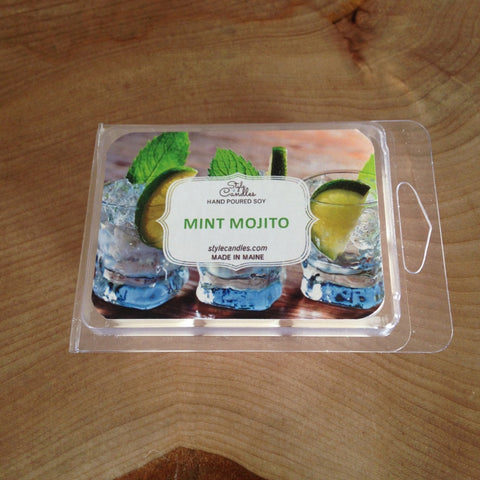 Style
Candles
HAND POURED SOY
MINT MOJITO
stylecandles.com
MADE IN MAINE